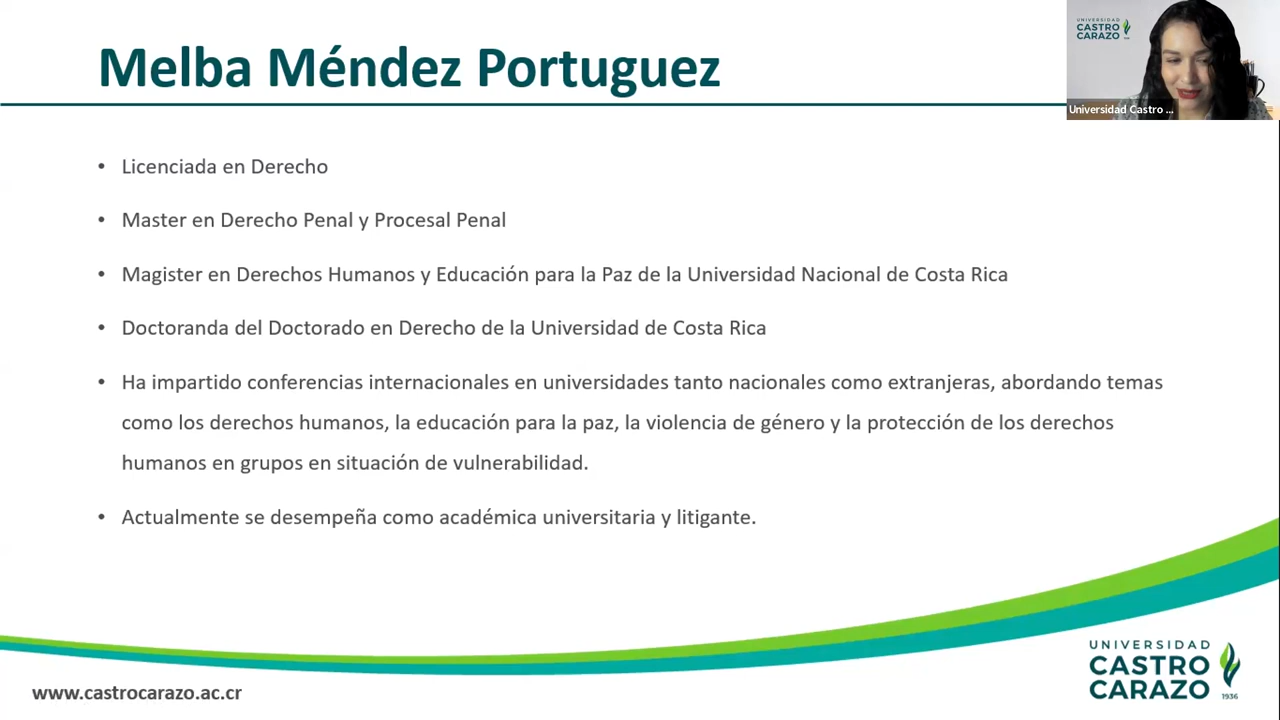 Melba Méndez Portuguez
UNIVERSIDAD
CASTRO
CARAZO
Universidad Castro ...
• Licenciada en Derecho
• Master en Derecho Penal y Procesal Penal
• Magister en Derechos Humanos y Educación para la Paz de la Universidad Nacional de Costa Rica
• Doctoranda del Doctorado en Derecho de la Universidad de Costa Rica
• Ha impartido conferencias internacionales en universidades tanto nacionales como extranjeras, abordando temas
como los derechos humanos, la educación para la paz, la violencia de género y la protección de los derechos
humanos en grupos en situación de vulnerabilidad.
• Actualmente se desempeña como académica universitaria y litigante.
www.castrocarazo.ac.cr
UNIVERSIDAD
CASTRO
CARAZO
1936